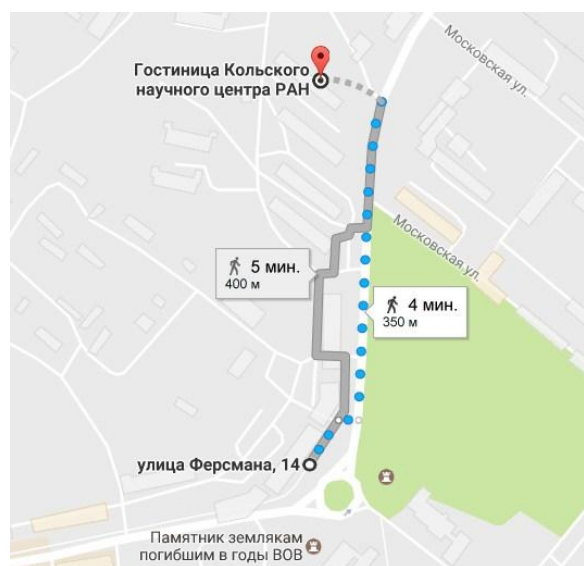 Московская ул.
Гостиница Кольского
научного центра РАН
Московская ул.
5 мин.
400 м
4 мин.
350 м
улица Ферсмана, 14
Памятник землякам
погибшим в годы ВОВ